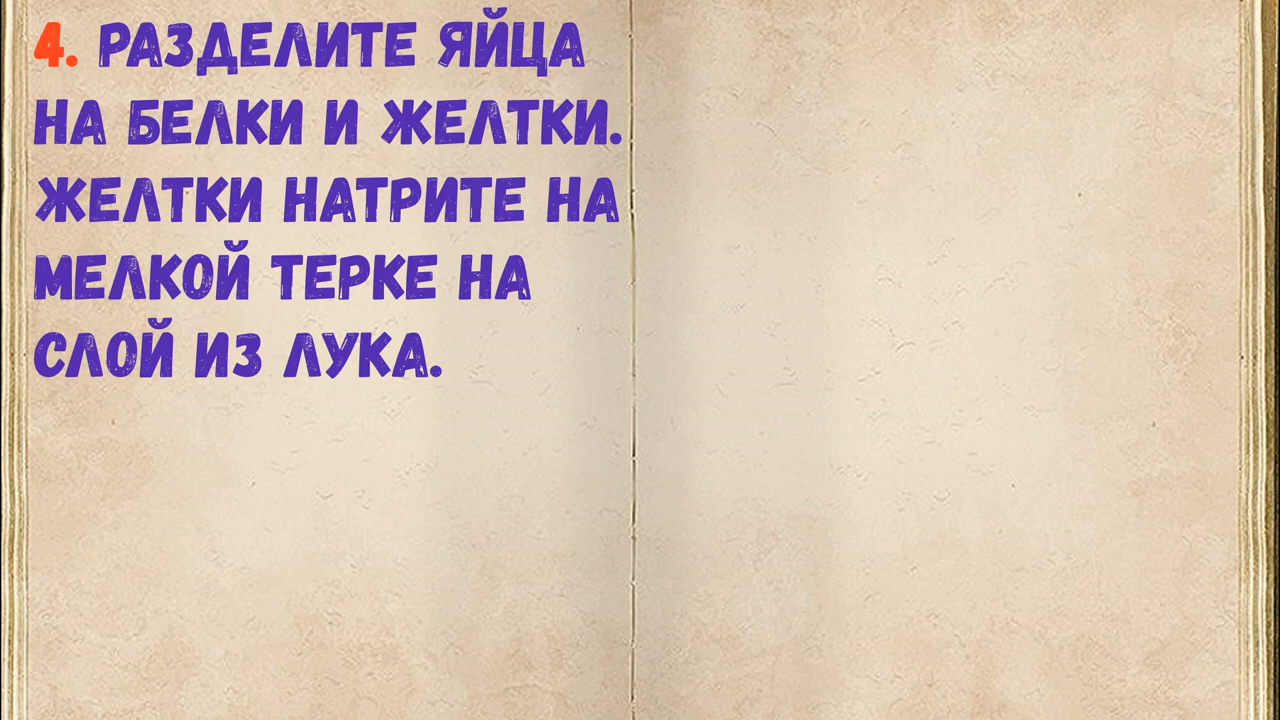 4. РАЗДЕЛИТЕ ЯЙЦА
НА БЕЛКИ И ЖЕЛТКИ.
ЖЕЛТКИ НАТРИТЕ НА
МЕЛКОЙ ТЕРКЕ НА
СЛОЙ ИЗ ЛУКА.